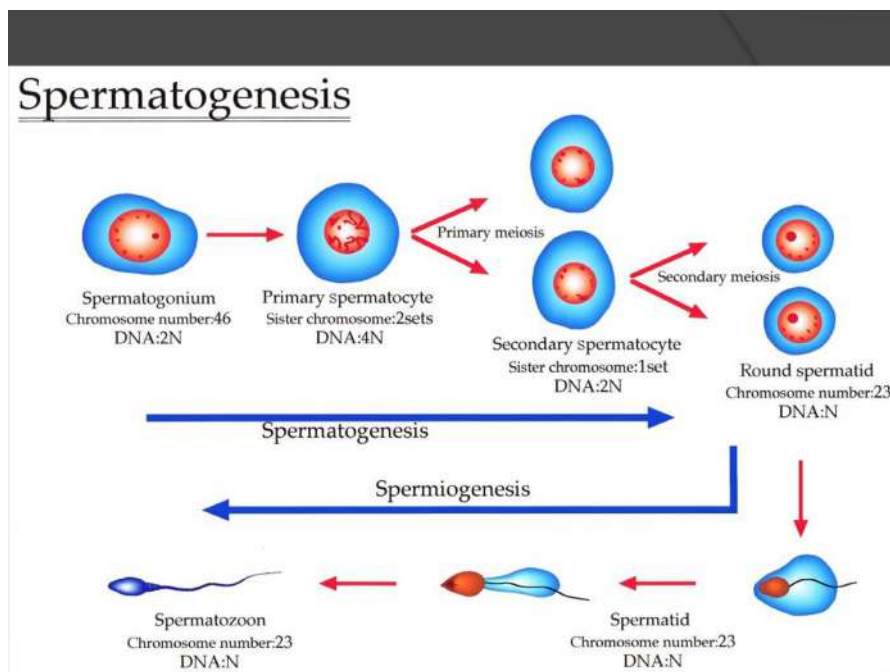 Spermatogenesis
Primary meiosis
Secondary meiosis
Spermatogonium
Chromosome number:46
DNA:2N
Primary spermatocyte
Sister chromosome:2sets
DNA:4N
Secondary spermatocyte
Sister chromosome:1set
DNA:2N
Round spermatid
Chromosome number:23
DNA:N
Spermatogenesis
Spermiogenesis
Spermatozoon
Chromosome number:23
DNA:N
Spermatid
Chromosome number:23
DNA:N